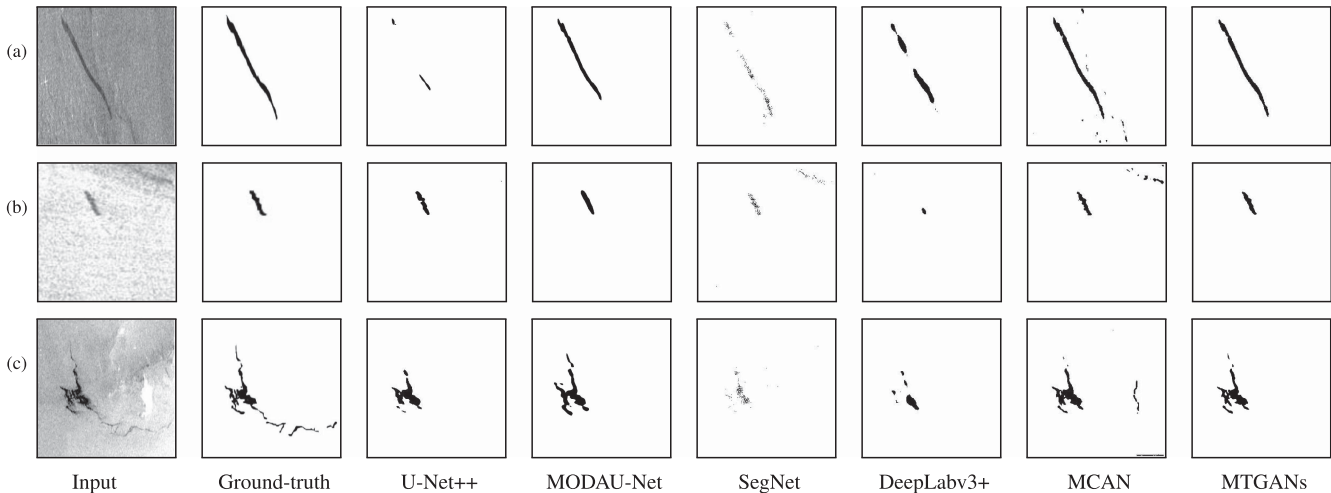 (a)
(b)
(c)
Input Ground-truth U-Net++ MODAU-Net SegNet DeepLabv3+ MCAN MTGANs